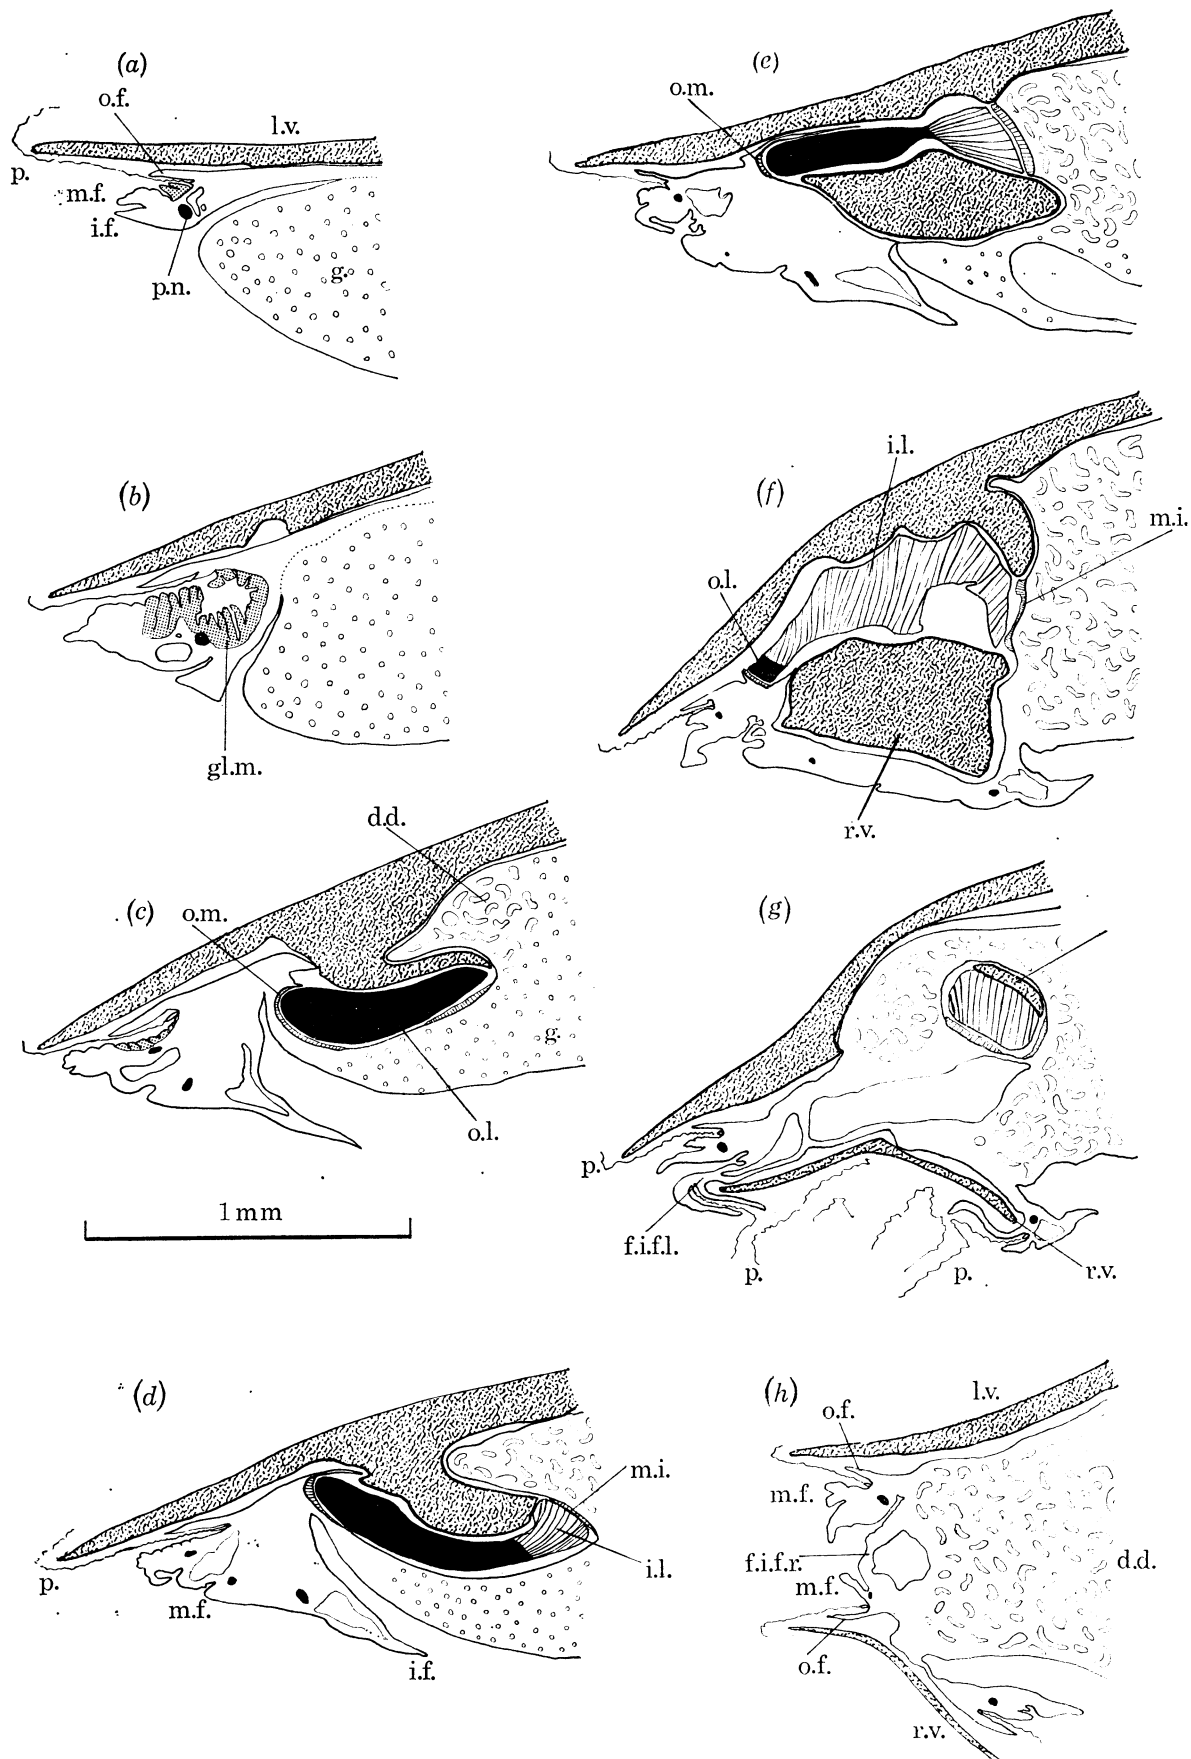 (a)
o.f.
l.v.
p.
m.f.
i.f.
p.n.
g.
(b)
gl.m.
(c)
d.d.
o.m.
g.
o.l.
1 mm
(d)
m.i.
p.
m.f.
i.l.
i.f.
(e)
o.m.
(f)
i.l.
m.i.
o.l.
r.v.
(g)
p.
f.i.f.l.
p.
p.
r.v.
(h)
l.v.
o.f.
m.f.
f.i.f.r.
d.d.
m.f.
o.f.
r.v.